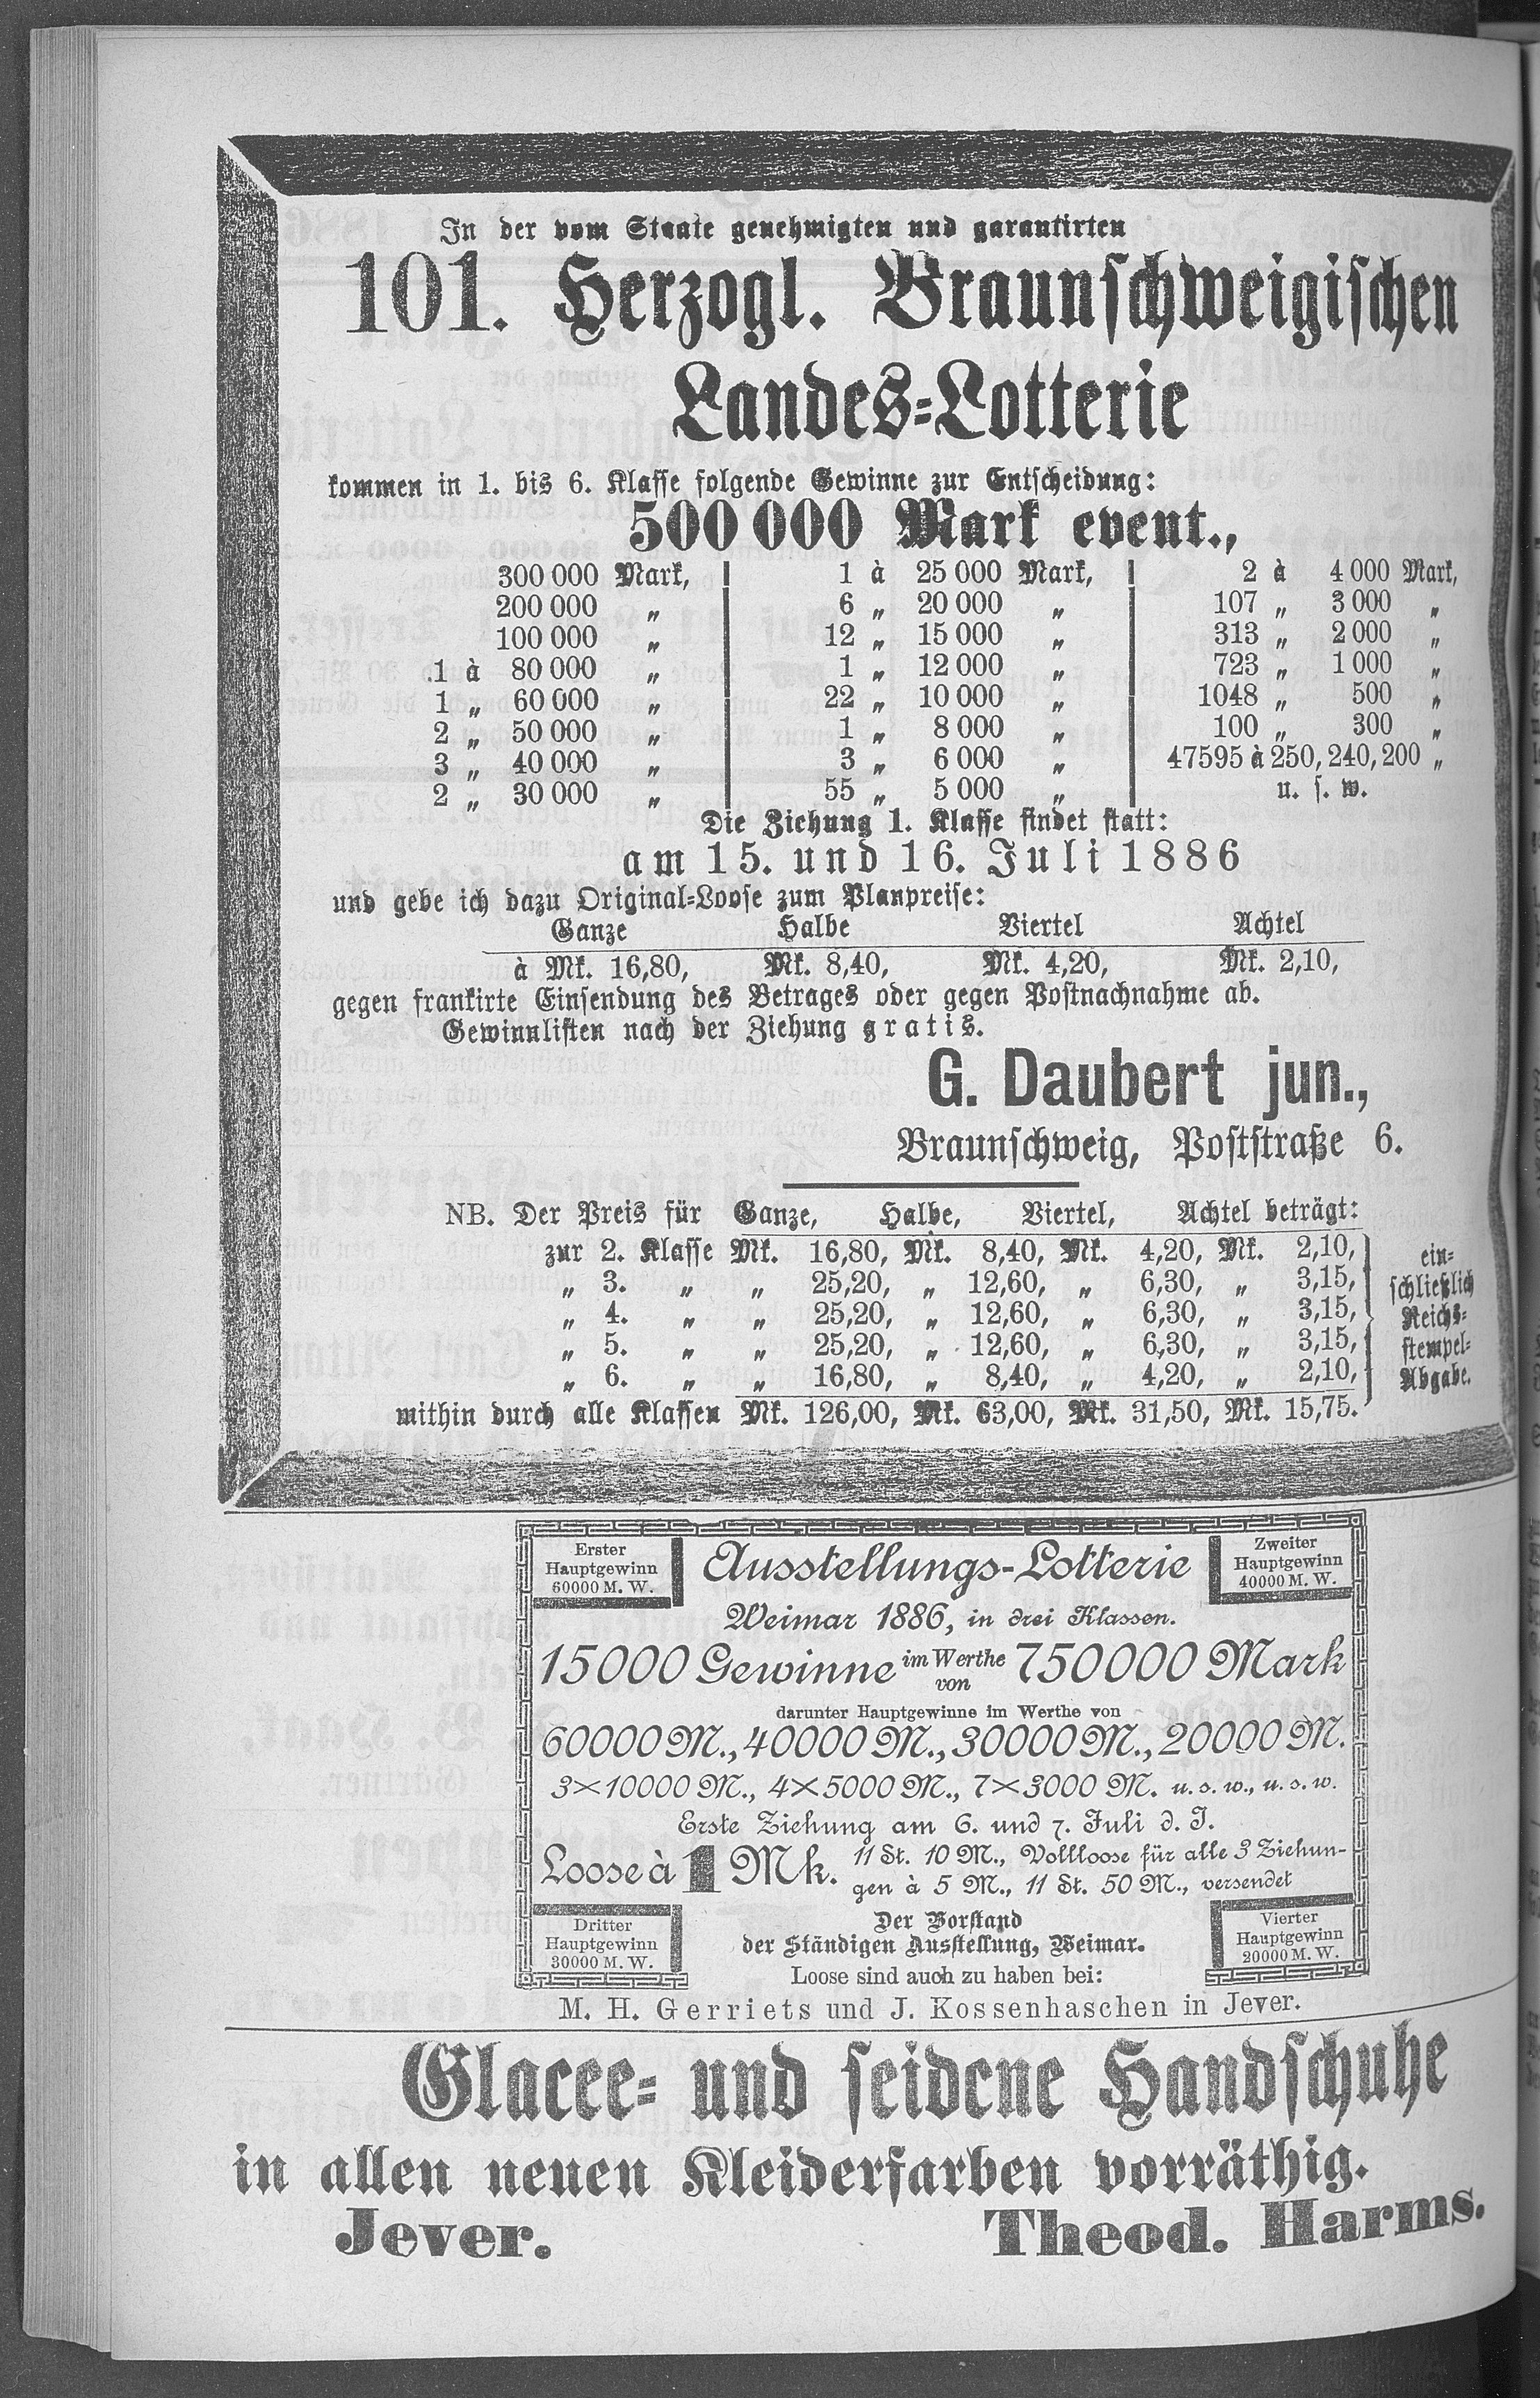 In der vom Staate genehmigten und garantirten
101. Herzogl. Braunschweigischen
Landes-Lotterie
kommen in 1. bis 6. Klasse folgende Gewinne zur Entscheidung:
500 000 Mark event.,
300 000 Mark,
200 000 „
100 000 „
1 à 80 000 „
1 „ 60 000 „
2 „ 50 000 „
3 „ 40 000 „
2 „ 30 000 „
1 à 25 000 Mark,
6 „ 20 000 „
12 „ 15 000 „
1 „ 12 000 „
22 „ 10 000 „
1 „ 8 000 „
3 „ 6 000 „
55 „ 5 000 „
2 à 4 000 Mark,
107 „ 3 000 „
313 „ 2 000 „
723 „ 1 000 „
1048 „ 500 „
100 „ 300 „
47595 à 250, 240, 200 „
u. s. w.
Die Ziehung 1. Klasse findet statt:
am 15. und 16. Juli 1886
und gebe ich dazu Original-Loose zum Planpreise:
Ganze Halbe Viertel Achtel
à Mk. 16,80, Mk. 8,40, Mk. 4,20, Mk. 2,10,
gegen frankirte Einsendung des Betrages oder gegen Postnachnahme ab.
Gewinnlisten nach der Ziehung gratis.
G. Daubert jun.,
Braunschweig, Poststraße 6.
NB. Der Preis für Ganze, Halbe, Viertel, Achtel beträgt:
zur 2. Klasse Mk. 16,80, Mk. 8,40, Mk. 4,20, Mk. 2,10,
„ 3. „ „ 25,20, „ 12,60, „ 6,30, „ 3,15,
„ 4. „ „ 25,20, „ 12,60, „ 6,30, „ 3,15,
„ 5. „ „ 25,20, „ 12,60, „ 6,30, „ 3,15,
„ 6. „ „ 16,80, „ 8,40, „ 4,20, „ 2,10,
mithin durch alle Klassen Mk. 126,00, Mk. 63,00, Mk. 31,50, Mk. 15,75.
ein-
schließlich
Reichs-
stempel-
Abgabe.
Erster
Hauptgewinn
60000 M. W.
Ausstellungs-Lotterie
Zweiter
Hauptgewinn
40000 M. W.
Weimar 1886, in drei Klassen.
15000 Gewinne im Werthe von 750000 Mark
darunter Hauptgewinne im Werthe von
60000 M., 40000 M., 30000 M., 20000 M.
3×10000 M., 4×5000 M., 7×3000 M. u. s. w., u. s. w.
Erste Ziehung am 6. und 7. Juli d. J.
Loose à 1 Mk. 11 St. 10 M., Vollloose für alle 3 Ziehun-
gen à 5 M., 11 St. 50 M., versendet
Dritter
Hauptgewinn
30000 M. W.
Der Vorstand
der Ständigen Ausstellung, Weimar.
Loose sind auch zu haben bei:
Vierter
Hauptgewinn
20000 M. W.
M. H. Gerriets und J. Kossenhaschen in Jever.
Glacee- und seidene Handschuhe
in allen neuen Kleiderfarben vorräthig.
Jever. Theod. Harms.